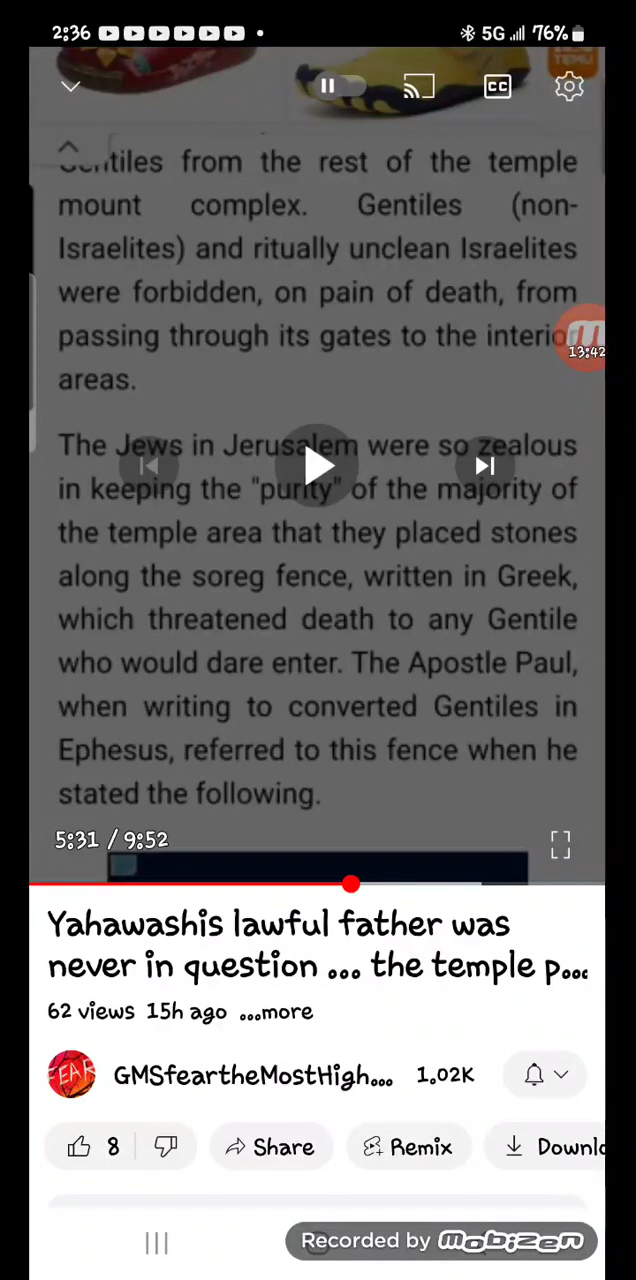 2:36
5G 76%
TEMU
CC
Gentiles from the rest of the temple
mount complex. Gentiles (non-
Israelites) and ritually unclean Israelites
were forbidden, on pain of death, from
passing through its gates to the interior
13:42
areas.
The Jews in Jerusalem were so zealous
in keeping the "purity" of the majority of
the temple area that they placed stones
along the soreg fence, written in Greek,
which threatened death to any Gentile
who would dare enter. The Apostle Paul,
when writing to converted Gentiles in
Ephesus, referred to this fence when he
stated the following.
5:31 / 9:52
Yahawashis lawful father was
never in question ... the temple p...
62 views 15h ago ...more
FEAR
GMSfeartheMostHigh... 1.02K
8 Share Remix Downlo
Recorded by mobizen